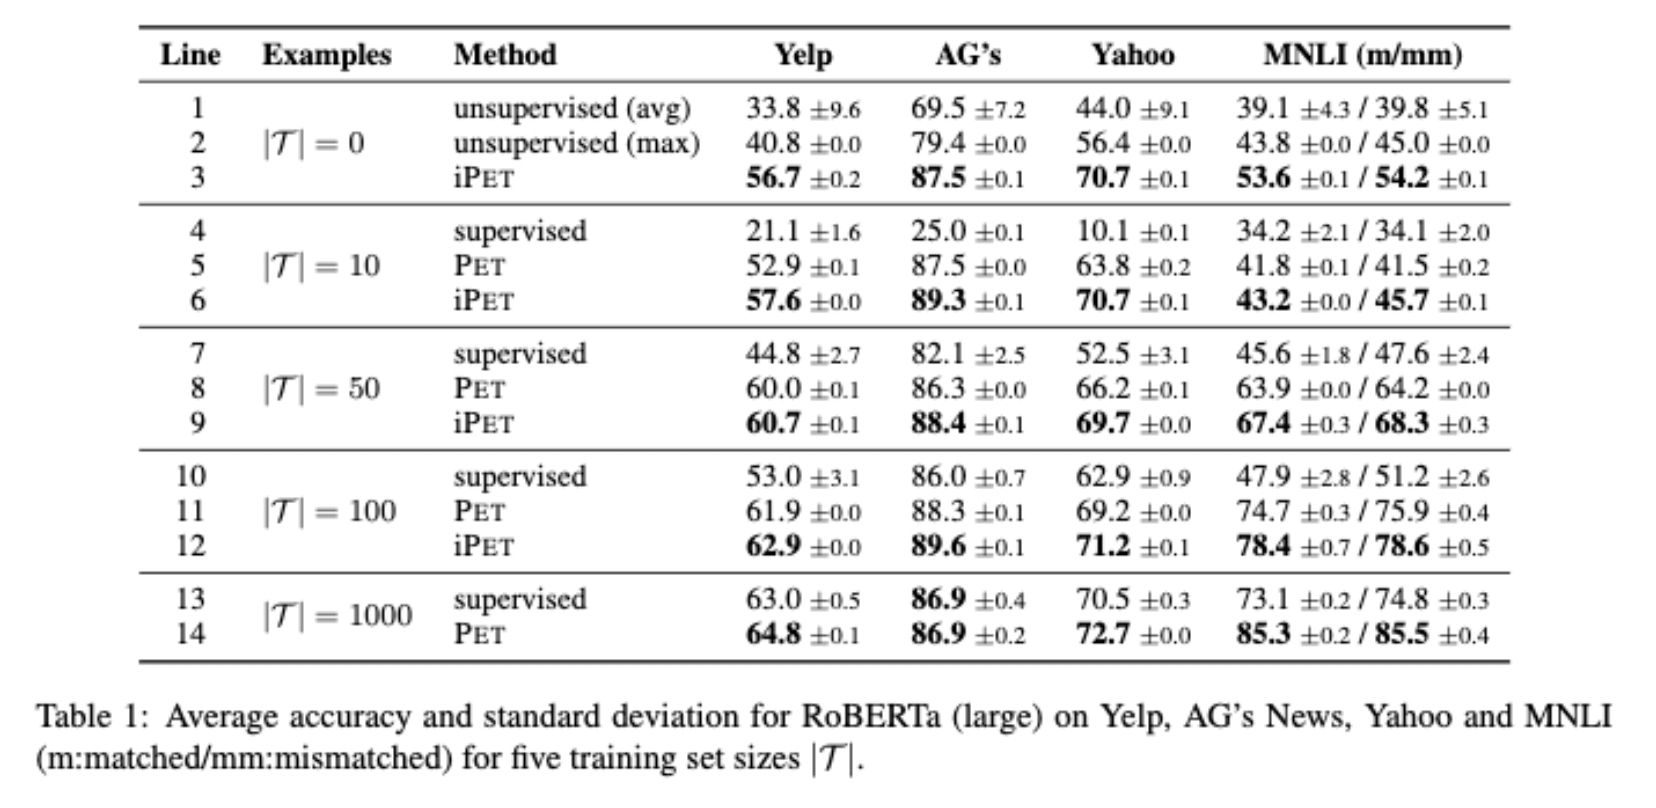 Line Examples Method Yelp AG's Yahoo MNLI (m/mm)
1 unsupervised (avg) 33.8 ±9.6 69.5 ±7.2 44.0 ±9.1 39.1 ±4.3 / 39.8 ±5.1
2 |𝒯| = 0 unsupervised (max) 40.8 ±0.0 79.4 ±0.0 56.4 ±0.0 43.8 ±0.0 / 45.0 ±0.0
3 iPET 56.7 ±0.2 87.5 ±0.1 70.7 ±0.1 53.6 ±0.1 / 54.2 ±0.1
4 supervised 21.1 ±1.6 25.0 ±0.1 10.1 ±0.1 34.2 ±2.1 / 34.1 ±2.0
5 |𝒯| = 10 PET 52.9 ±0.1 87.5 ±0.0 63.8 ±0.2 41.8 ±0.1 / 41.5 ±0.2
6 iPET 57.6 ±0.0 89.3 ±0.1 70.7 ±0.1 43.2 ±0.0 / 45.7 ±0.1
7 supervised 44.8 ±2.7 82.1 ±2.5 52.5 ±3.1 45.6 ±1.8 / 47.6 ±2.4
8 |𝒯| = 50 PET 60.0 ±0.1 86.3 ±0.0 66.2 ±0.1 63.9 ±0.0 / 64.2 ±0.0
9 iPET 60.7 ±0.1 88.4 ±0.1 69.7 ±0.0 67.4 ±0.3 / 68.3 ±0.3
10 supervised 53.0 ±3.1 86.0 ±0.7 62.9 ±0.9 47.9 ±2.8 / 51.2 ±2.6
11 |𝒯| = 100 PET 61.9 ±0.0 88.3 ±0.1 69.2 ±0.0 74.7 ±0.3 / 75.9 ±0.4
12 iPET 62.9 ±0.0 89.6 ±0.1 71.2 ±0.1 78.4 ±0.7 / 78.6 ±0.5
13 |𝒯| = 1000 supervised 63.0 ±0.5 86.9 ±0.4 70.5 ±0.3 73.1 ±0.2 / 74.8 ±0.3
14 PET 64.8 ±0.1 86.9 ±0.2 72.7 ±0.0 85.3 ±0.2 / 85.5 ±0.4
Table 1: Average accuracy and standard deviation for RoBERTa (large) on Yelp, AG's News, Yahoo and MNLI
(m:matched/mm:mismatched) for five training set sizes |𝒯|.